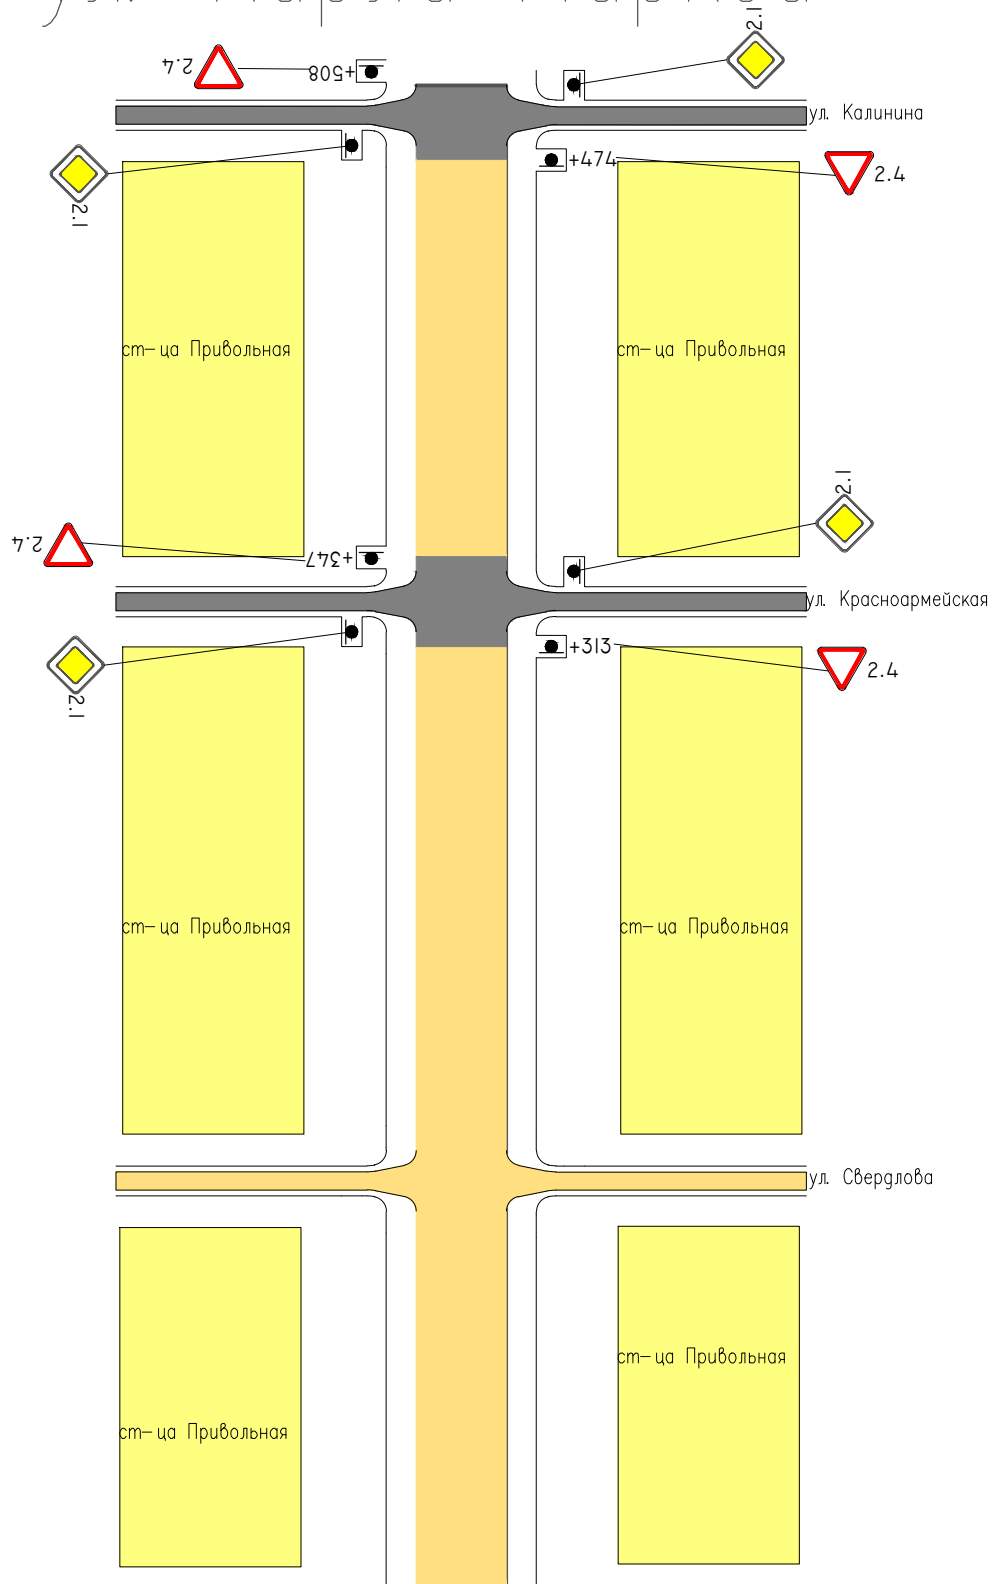 2.1
2.4
+508
ул. Калинина
+474
2.4
2.1
ст-ца Привольная
ст-ца Привольная
2.1
2.4
+347
ул. Красноармейская
+313
2.4
2.1
ст-ца Привольная
ст-ца Привольная
ул. Свердлова
ст-ца Привольная
ст-ца Привольная